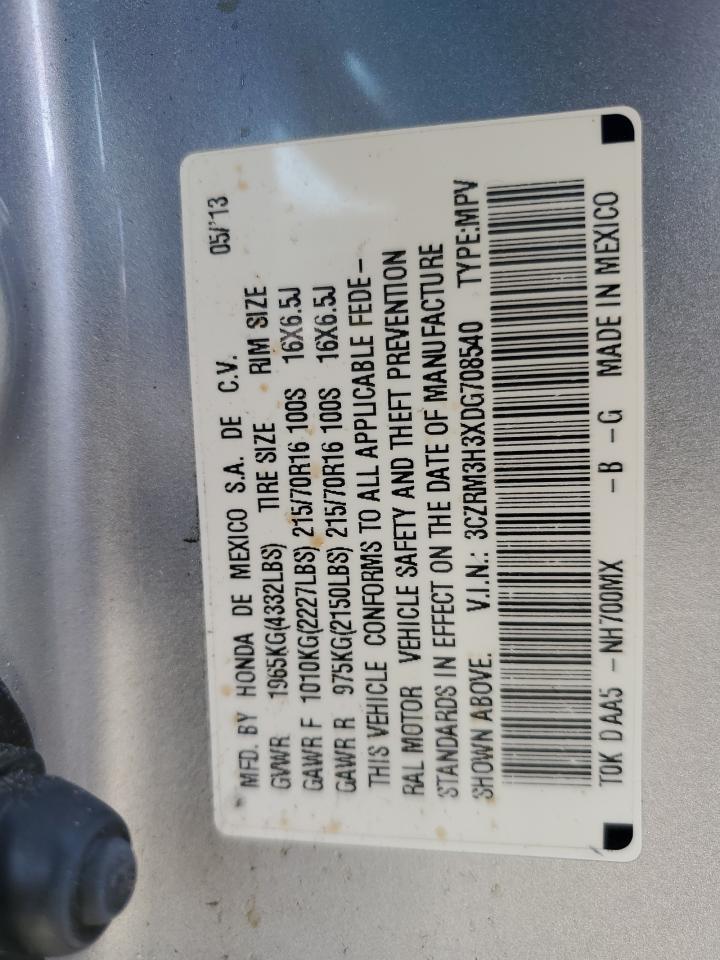 MFD. BY HONDA DE MEXICO S.A. DE C.V. 05/'13
GVWR 1965KG(4332LBS) TIRE SIZE RIM SIZE
GAWR F 1010KG(2227LBS) 215/70R16 100S 16X6.5J
GAWR R 975KG(2150LBS) 215/70R16 100S 16X6.5J
THIS VEHICLE CONFORMS TO ALL APPLICABLE FEDE-
RAL MOTOR VEHICLE SAFETY AND THEFT PREVENTION
STANDARDS IN EFFECT ON THE DATE OF MANUFACTURE
SHOWN ABOVE. V.I.N.: 3CZRM3H3XDG708540 TYPE:MPV
T0K D AA5 -NH700MX -B -G MADE IN MEXICO